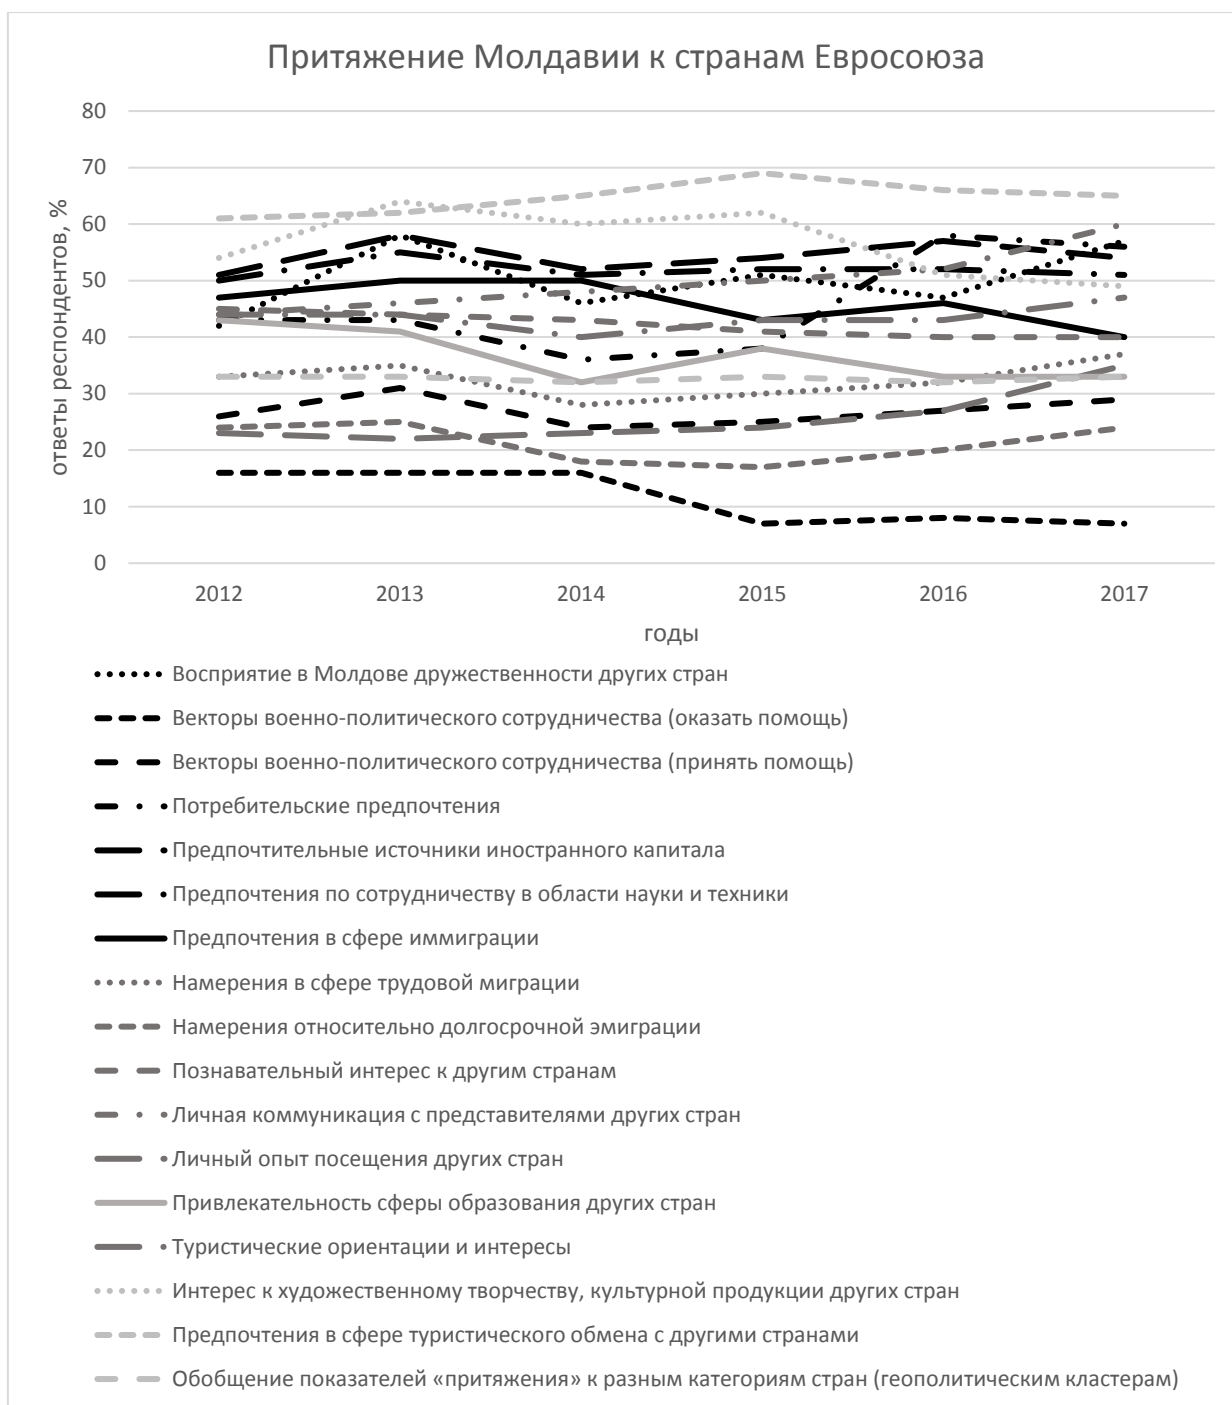 Притяжение Молдавии к странам Евросоюза
80
70
60
50
40
30
20
10
0
ответы респондентов, %
2012 2013 2014 2015 2016 2017
годы
Восприятие в Молдове дружественности других стран
Векторы военно-политического сотрудничества (оказать помощь)
Векторы военно-политического сотрудничества (принять помощь)
Потребительские предпочтения
Предпочтительные источники иностранного капитала
Предпочтения по сотрудничеству в области науки и техники
Предпочтения в сфере иммиграции
Намерения в сфере трудовой миграции
Намерения относительно долгосрочной эмиграции
Познавательный интерес к другим странам
Личная коммуникация с представителями других стран
Личный опыт посещения других стран
Привлекательность сферы образования других стран
Туристические ориентации и интересы
Интерес к художественному творчеству, культурной продукции других стран
Предпочтения в сфере туристического обмена с другими странами
Обобщение показателей «притяжения» к разным категориям стран (геополитическим кластерам)